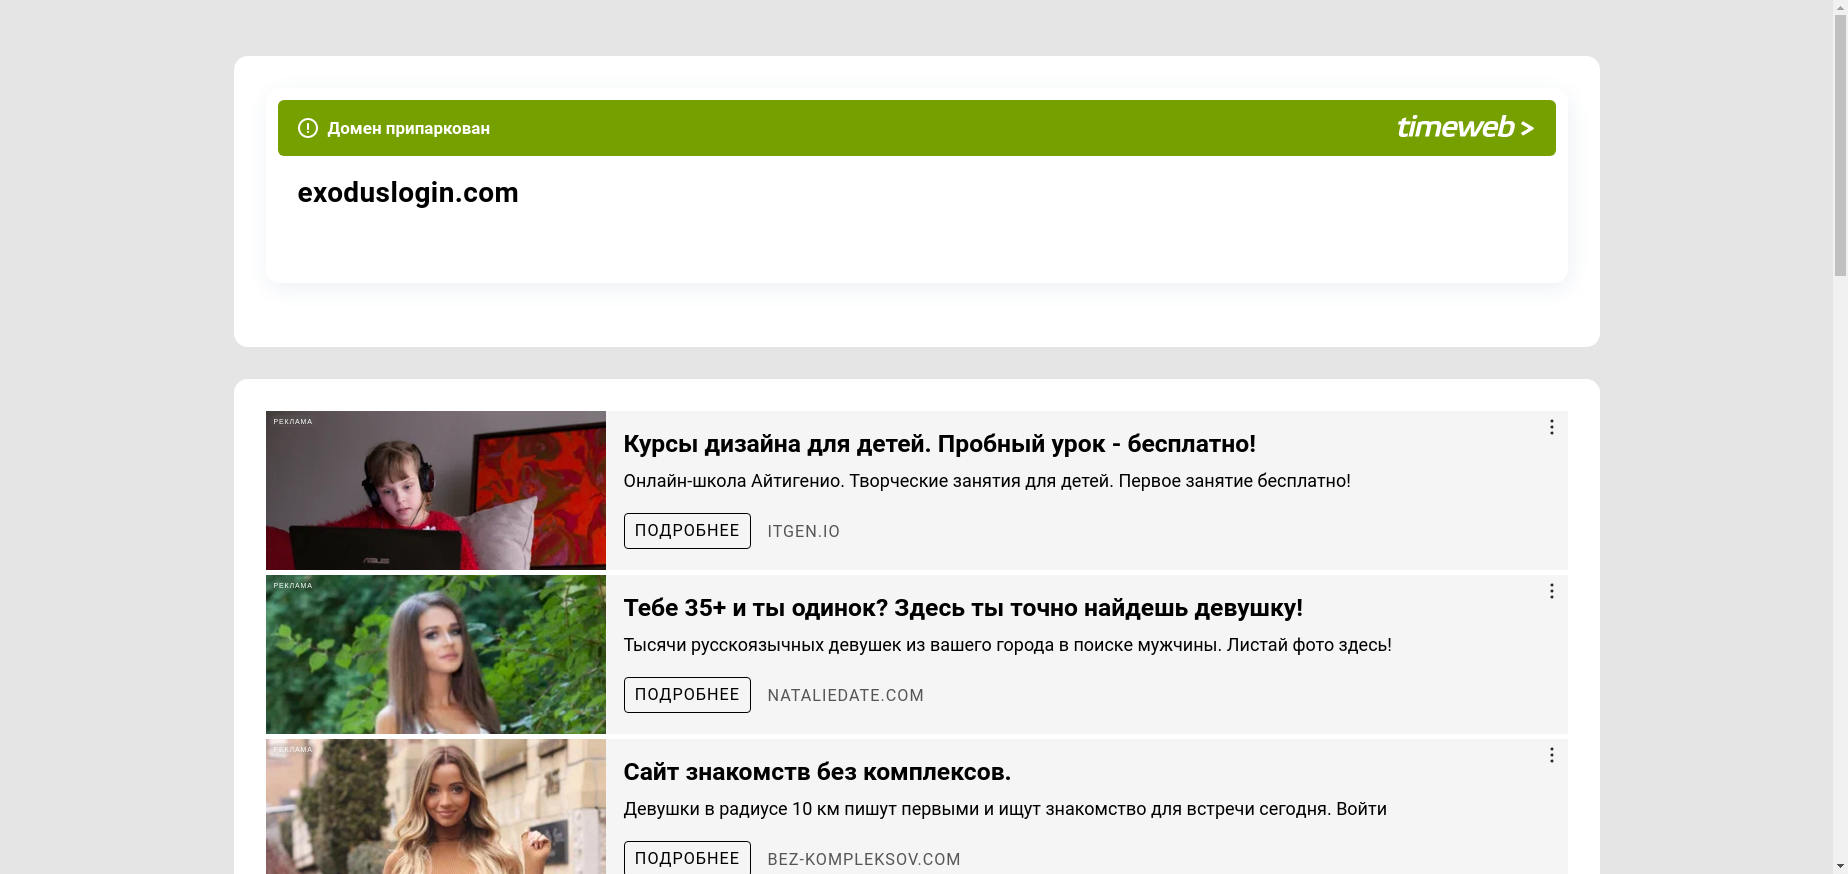 Домен припаркован
timeweb >
exoduslogin.com
РЕКЛАМА
Курсы дизайна для детей. Пробный урок - бесплатно!
Онлайн-школа Айтигенио. Творческие занятия для детей. Первое занятие бесплатно!
ПОДРОБНЕЕ ITGEN.IO
РЕКЛАМА
Тебе 35+ и ты одинок? Здесь ты точно найдешь девушку!
Тысячи русскоязычных девушек из вашего города в поиске мужчины. Листай фото здесь!
ПОДРОБНЕЕ NATALIEDATE.COM
РЕКЛАМА
Сайт знакомств без комплексов.
Девушки в радиусе 10 км пишут первыми и ищут знакомство для встречи сегодня. Войти
ПОДРОБНЕЕ BEZ-KOMPLEKSOV.COM